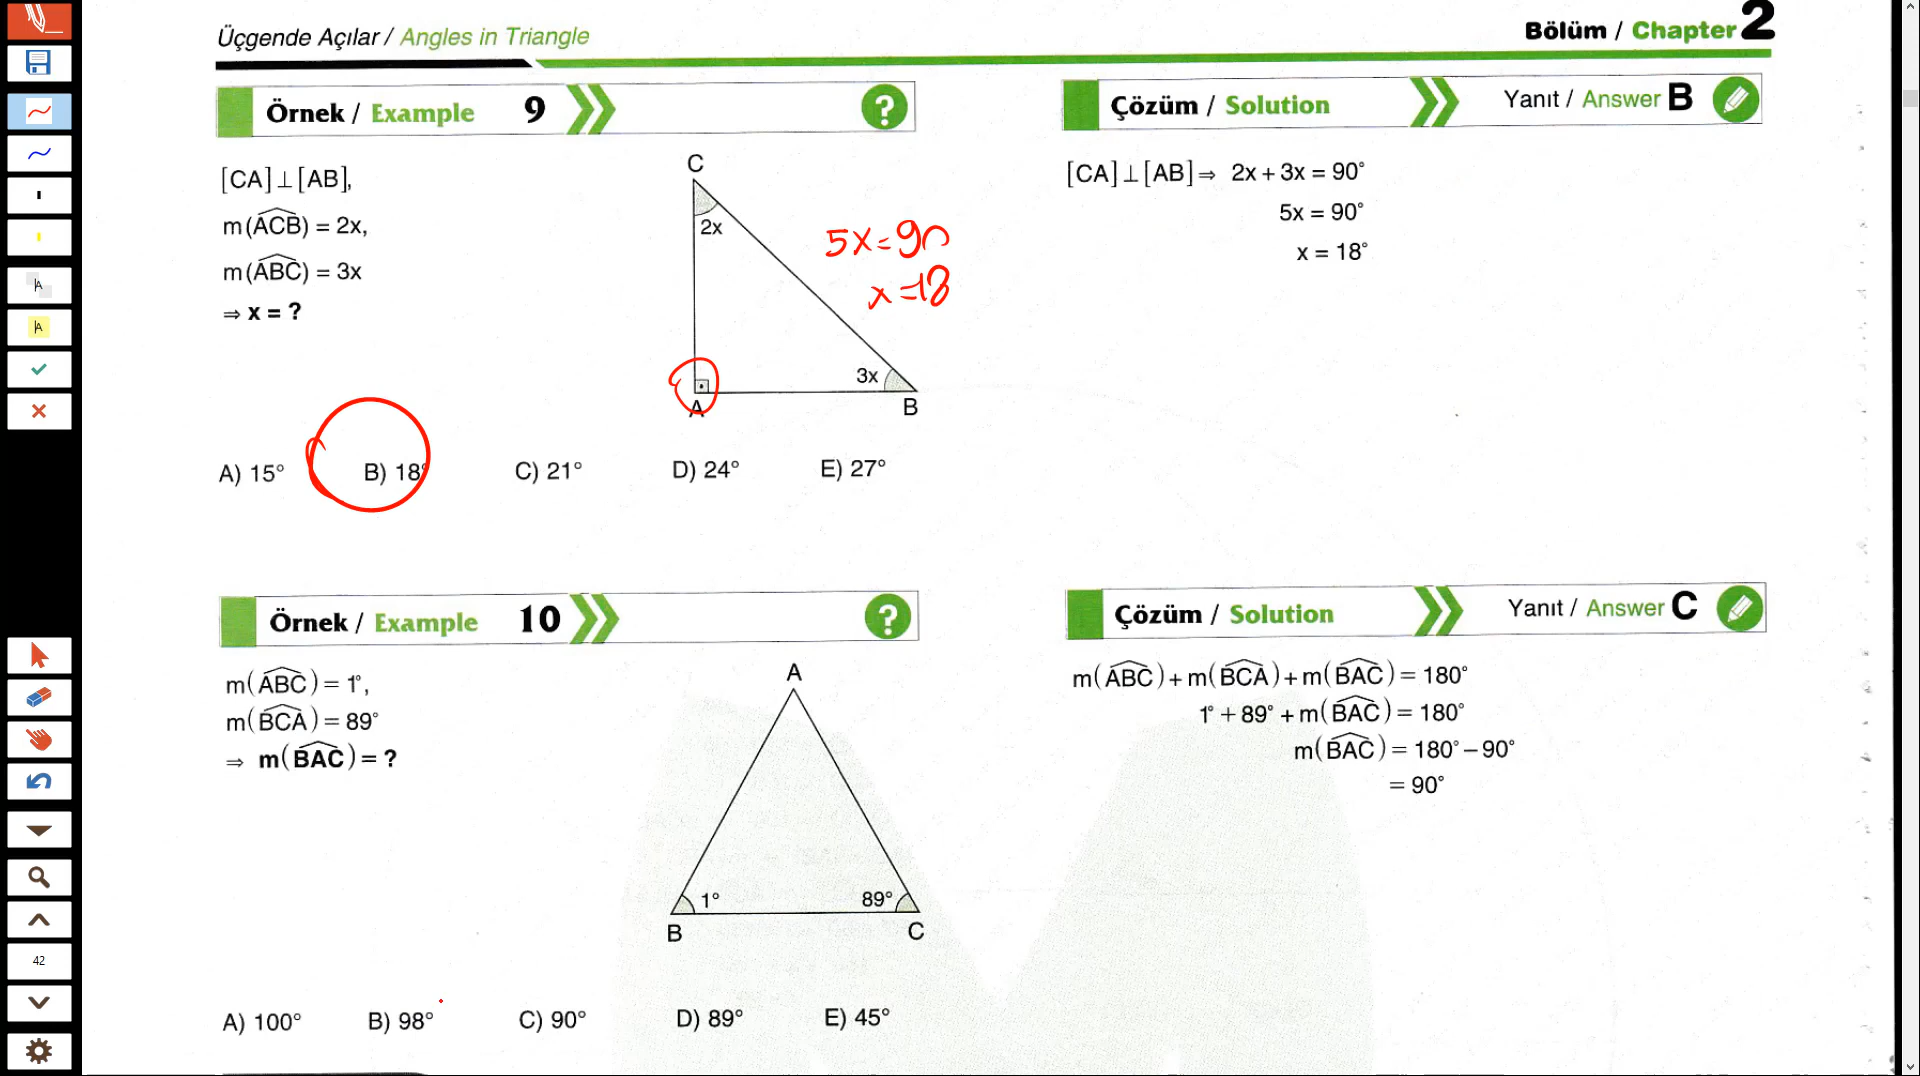 Üçgende Açılar / Angles in Triangle
Bölüm / Chapter 2
Örnek / Example 9
?
[CA]⊥[AB],
m(ACB) = 2x,
m(ABC) = 3x
⇒ x = ?
C
2x
3x
A
B
5x=90
x=18
A) 15°
B) 18°
C) 21°
D) 24°
E) 27°
Çözüm / Solution
Yanıt / Answer B
[CA]⊥[AB]⇒ 2x+3x = 90°
5x = 90°
x = 18°
Örnek / Example 10
?
m(ABC) = 1°,
m(BCA) = 89°
⇒ m(BAC) = ?
A
1°
89°
B
C
A) 100°
B) 98°
C) 90°
D) 89°
E) 45°
Çözüm / Solution
Yanıt / Answer C
m(ABC)+m(BCA)+m(BAC) = 180°
1°+89°+m(BAC) = 180°
m(BAC) = 180°–90°
= 90°
A
A
42